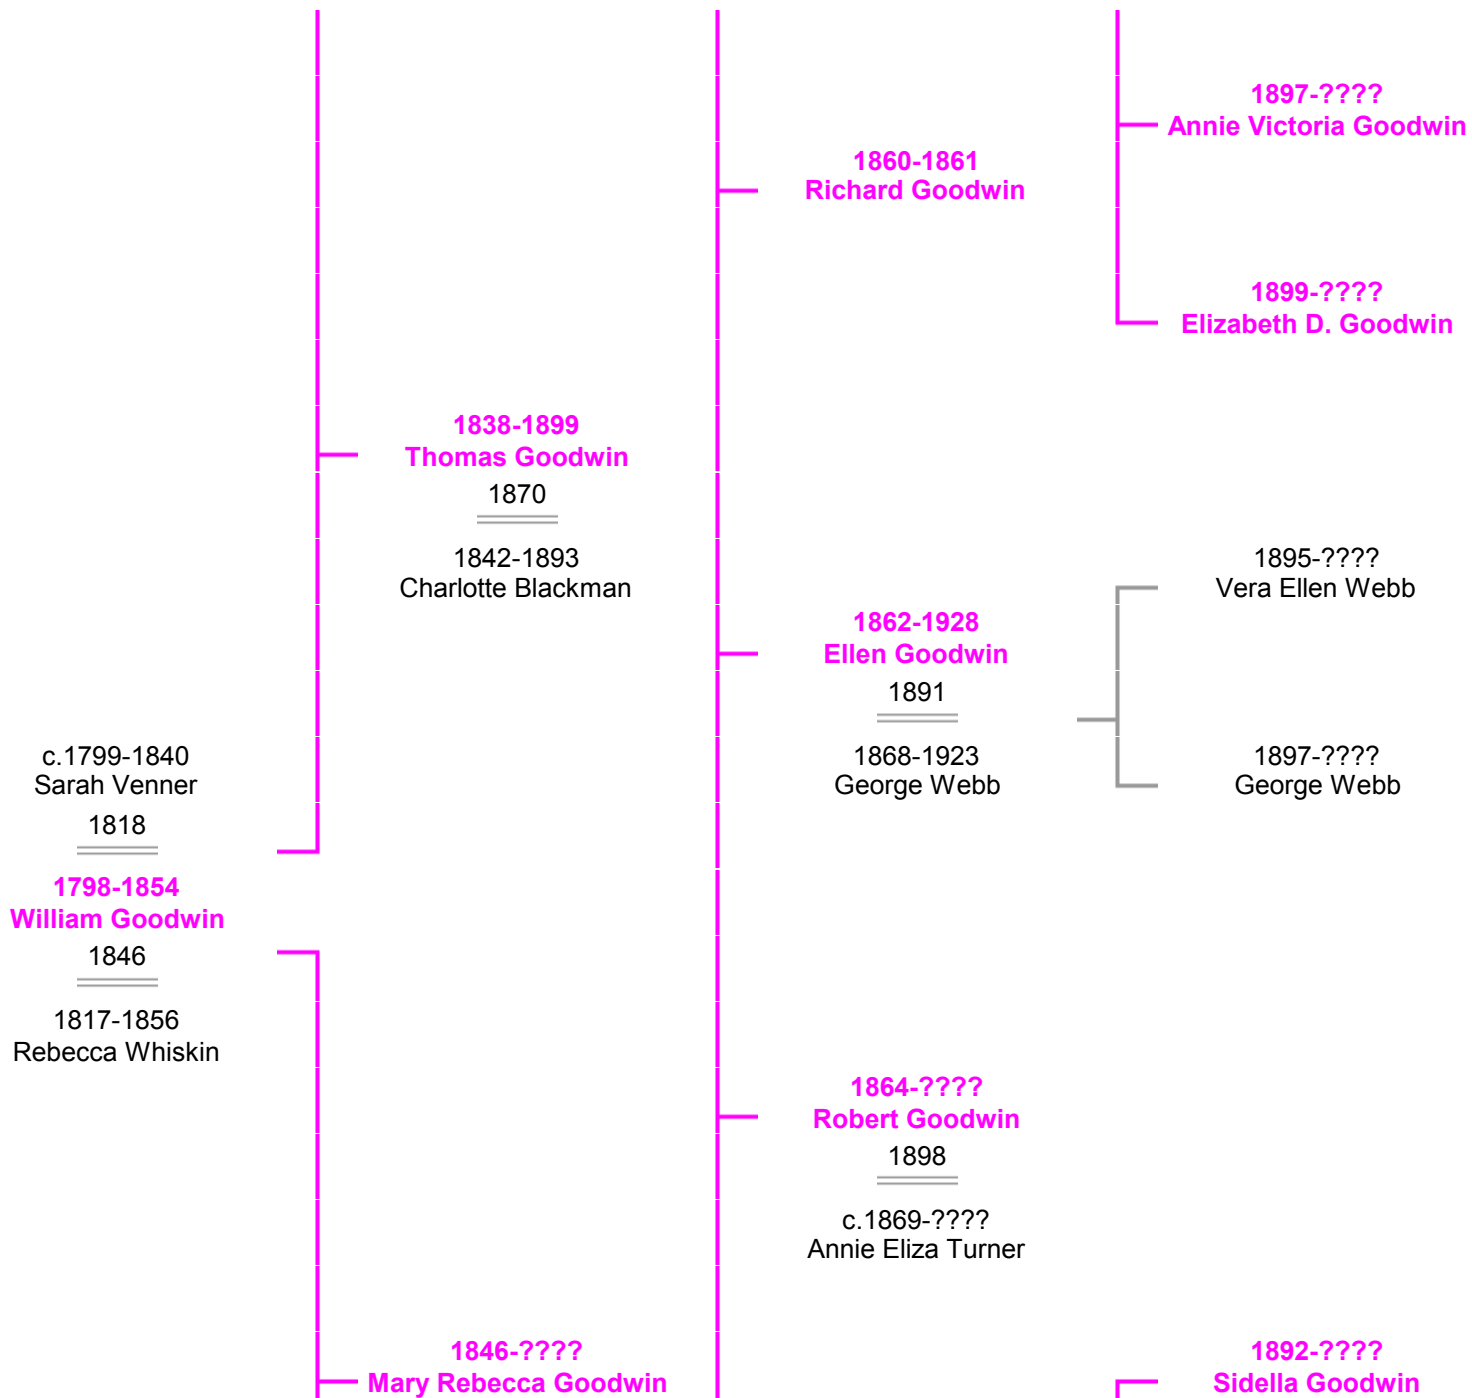 1897-????
Annie Victoria Goodwin
1860-1861
Richard Goodwin
1899-????
Elizabeth D. Goodwin
1838-1899
Thomas Goodwin
1870
1842-1893
Charlotte Blackman
1895-????
Vera Ellen Webb
1862-1928
Ellen Goodwin
1891
1868-1923
George Webb
1897-????
George Webb
c.1799-1840
Sarah Venner
1818
1798-1854
William Goodwin
1846
1817-1856
Rebecca Whiskin
1864-????
Robert Goodwin
1898
c.1869-????
Annie Eliza Turner
1846-????
Mary Rebecca Goodwin
1892-????
Sidella Goodwin